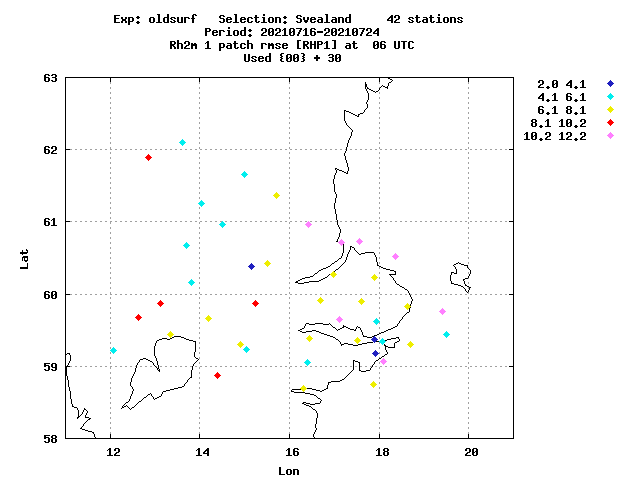 Exp: oldsurf Selection: Svealand 42 stations
Period: 20210716-20210724
Rh2m 1 patch rmse [RHP1] at 06 UTC
Used {00} + 30
2.0 4.1
4.1 6.1
6.1 8.1
8.1 10.2
10.2 12.2
63
62
61
60
59
58
Lat
12 14 16 18 20
Lon